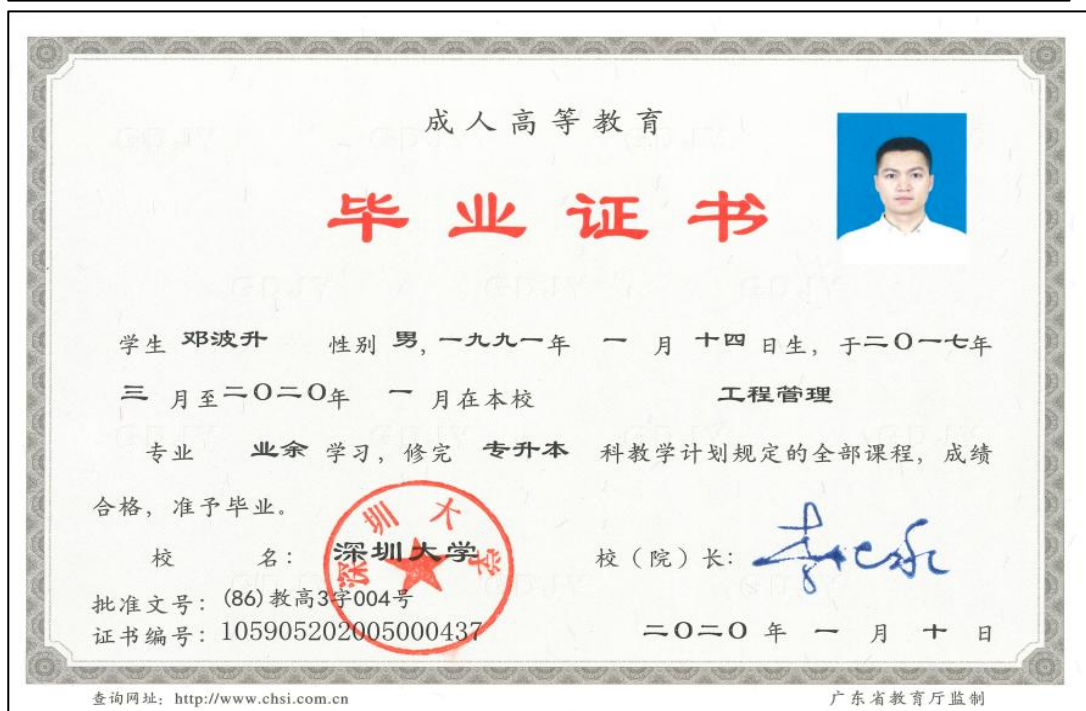 成人高等教育
毕业证书
学生 邓波升 性别 男, 一九九一年 一 月 十四 日生, 于二〇一七年
三 月至二〇二〇年 一 月在本校 工程管理
专业 业余 学习, 修完 专升本 科教学计划规定的全部课程, 成绩
合格, 准予毕业。
校 名: 深圳大学 校（院）长:
深圳大学
批准文号: (86)教高3字004号
证书编号: 105905202005000437 二〇二〇 年 一 月 十 日
查询网址: http://www.chsi.com.cn 广东省教育厅监制